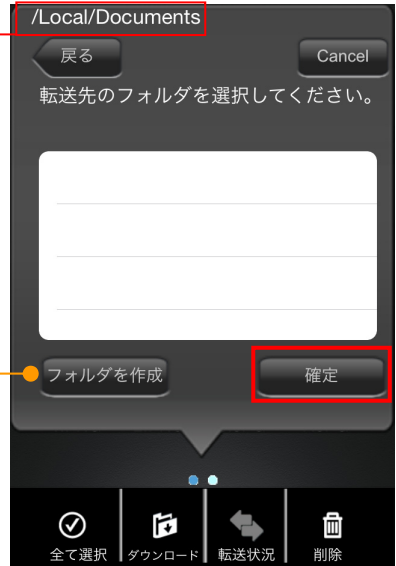 /Local/Documents
戻る
Cancel
転送先のフォルダを選択してください。
フォルダを作成
確定
全て選択
ダウンロード
転送状況
削除